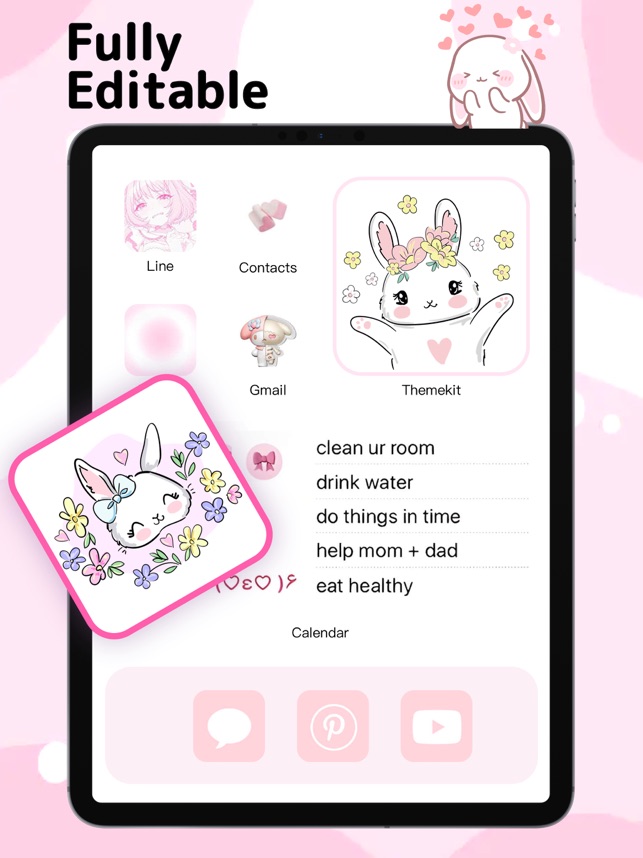 Fully
Editable
Line
Contacts
Gmail
Themekit
clean ur room
drink water
do things in time
help mom + dad
eat healthy
Calendar